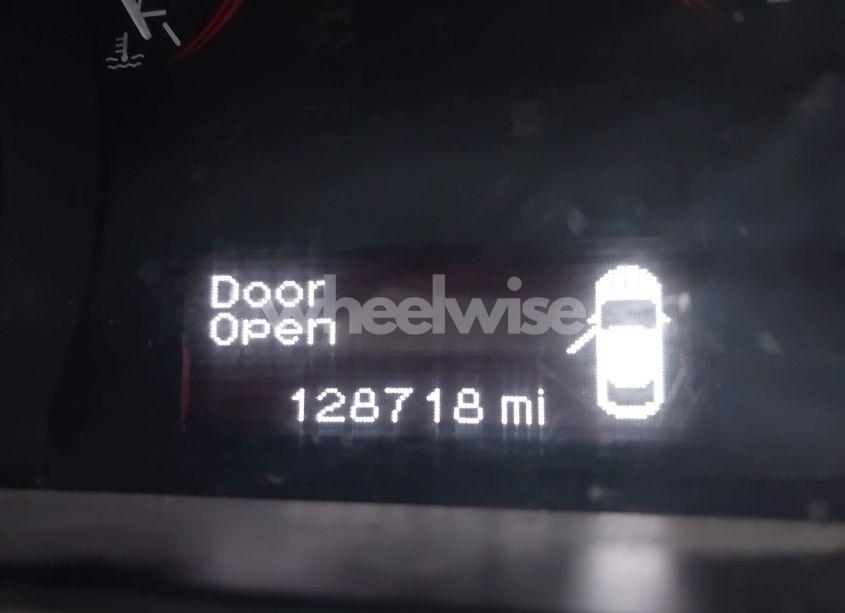 Door
Open
wheelwise
128718 mi